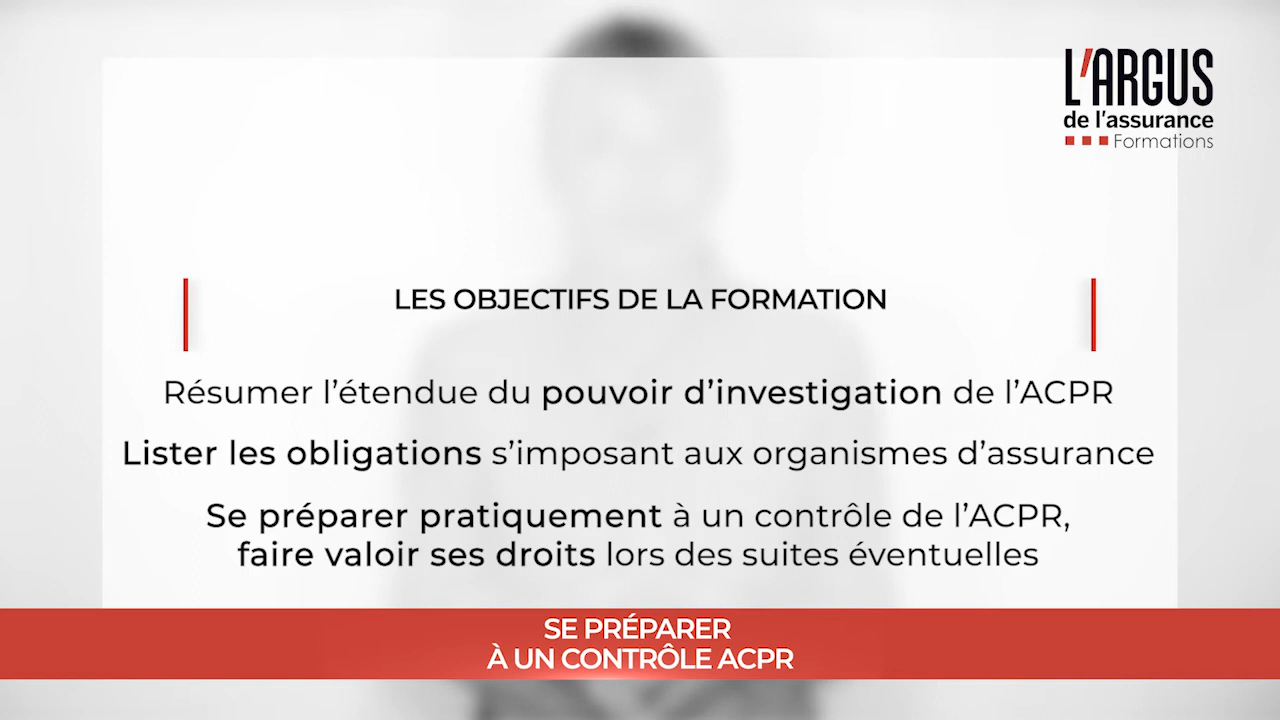 L'ARGUS
de l'assurance
Formations
LES OBJECTIFS DE LA FORMATION
Résumer l'étendue du pouvoir d'investigation de l'ACPR
Lister les obligations s'imposant aux organismes d'assurance
Se préparer pratiquement à un contrôle de l'ACPR,
faire valoir ses droits lors des suites éventuelles
SE PRÉPARER
À UN CONTRÔLE ACPR